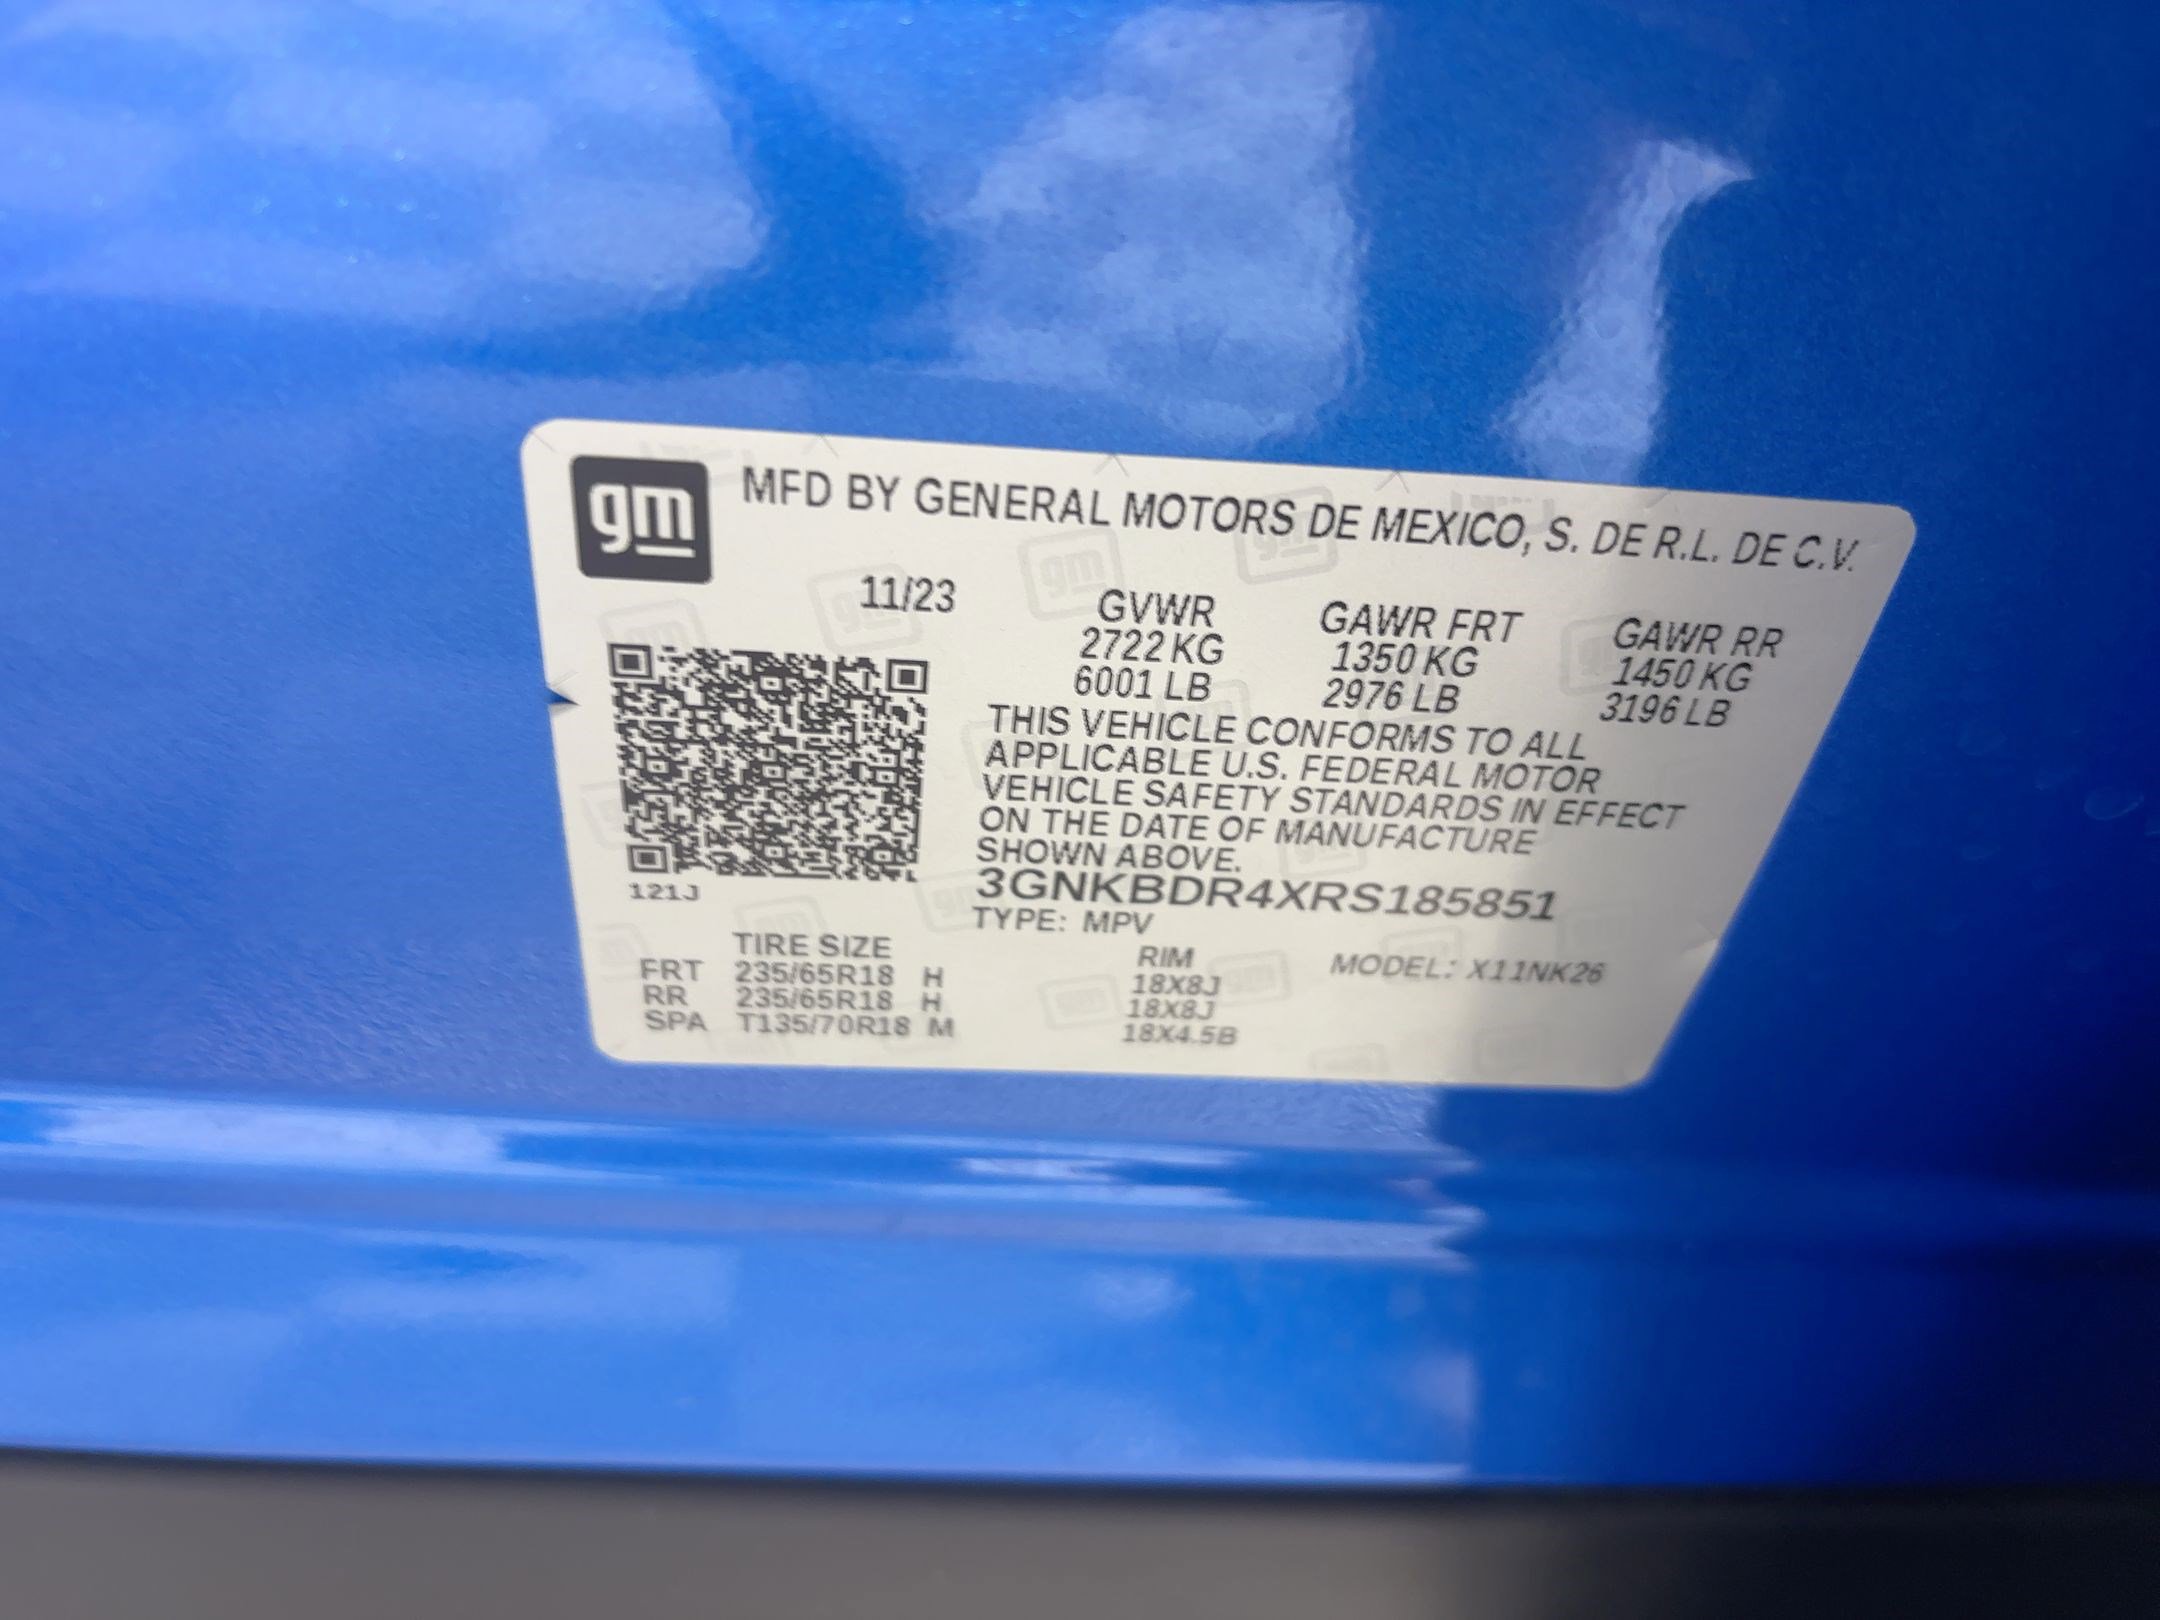 gm
MFD BY GENERAL MOTORS DE MEXICO, S. DE R.L. DE C.V.
11/23
GVWR GAWR FRT GAWR RR
2722 KG 1350 KG 1450 KG
6001 LB 2976 LB 3196 LB
THIS VEHICLE CONFORMS TO ALL
APPLICABLE U.S. FEDERAL MOTOR
VEHICLE SAFETY STANDARDS IN EFFECT
ON THE DATE OF MANUFACTURE
SHOWN ABOVE.
121J
3GNKBDR4XRS185851
TYPE: MPV
TIRE SIZE RIM MODEL: X11NK26
FRT 235/65R18 H 18X8J
RR 235/65R18 H 18X8J
SPA T135/70R18 M 18X4.5B